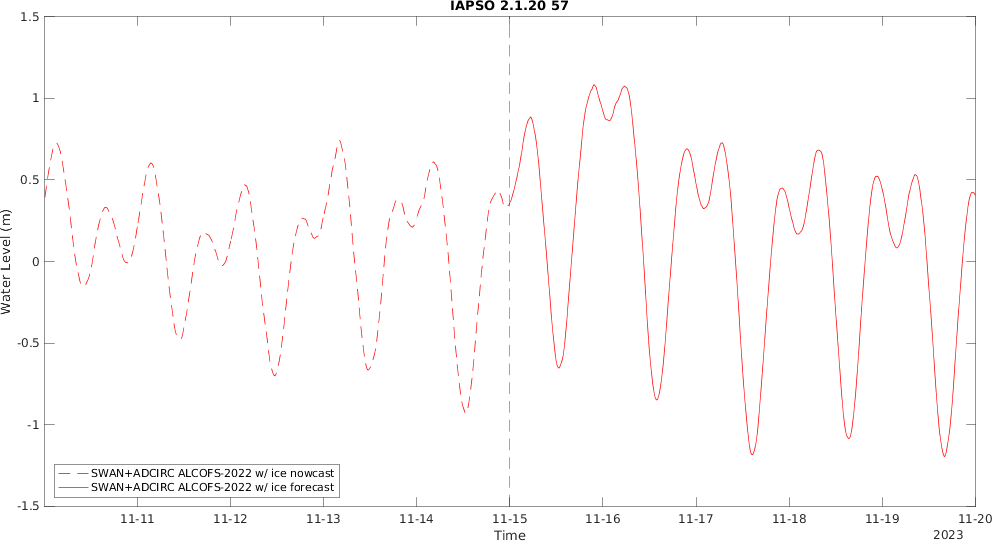 IAPSO 2.1.20 57
1.5
1
0.5
0
-0.5
-1
-1.5
Water Level (m)
SWAN+ADCIRC ALCOFS-2022 w/ ice nowcast
SWAN+ADCIRC ALCOFS-2022 w/ ice forecast
11-11 11-12 11-13 11-14 11-15 11-16 11-17 11-18 11-19 11-20
Time
2023